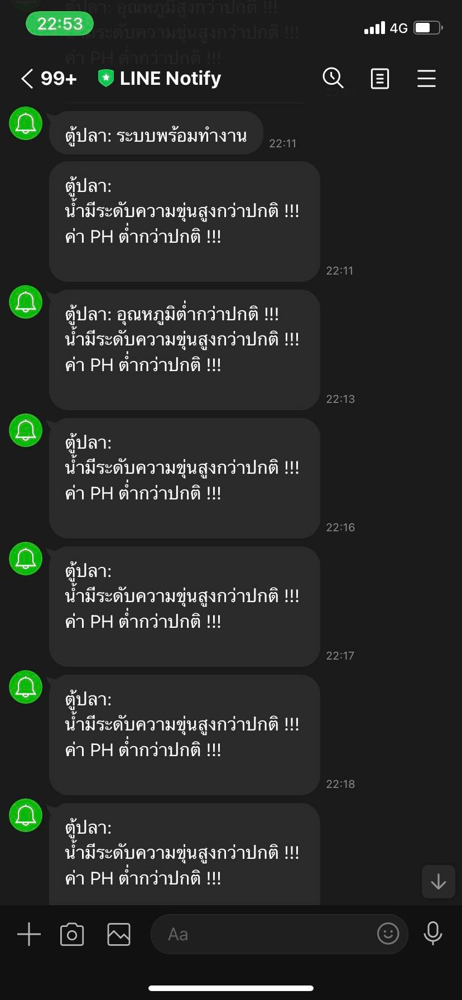 ตู้ปลา: อุณหภูมิสูงกว่าปกติ !!!
22:53
น้ำมีระดับความขุ่นสูงกว่าปกติ !!!
4G
ค่า PH ต่ำกว่าปกติ !!!
99+
LINE Notify
22:07
ตู้ปลา: ระบบพร้อมทำงาน
22:11
ตู้ปลา:
น้ำมีระดับความขุ่นสูงกว่าปกติ !!!
ค่า PH ต่ำกว่าปกติ !!!
22:11
ตู้ปลา: อุณหภูมิต่ำกว่าปกติ !!!
น้ำมีระดับความขุ่นสูงกว่าปกติ !!!
ค่า PH ต่ำกว่าปกติ !!!
22:13
ตู้ปลา:
น้ำมีระดับความขุ่นสูงกว่าปกติ !!!
ค่า PH ต่ำกว่าปกติ !!!
22:16
ตู้ปลา:
น้ำมีระดับความขุ่นสูงกว่าปกติ !!!
ค่า PH ต่ำกว่าปกติ !!!
22:17
ตู้ปลา:
น้ำมีระดับความขุ่นสูงกว่าปกติ !!!
ค่า PH ต่ำกว่าปกติ !!!
22:18
ตู้ปลา:
น้ำมีระดับความขุ่นสูงกว่าปกติ !!!
ค่า PH ต่ำกว่าปกติ !!!
Aa